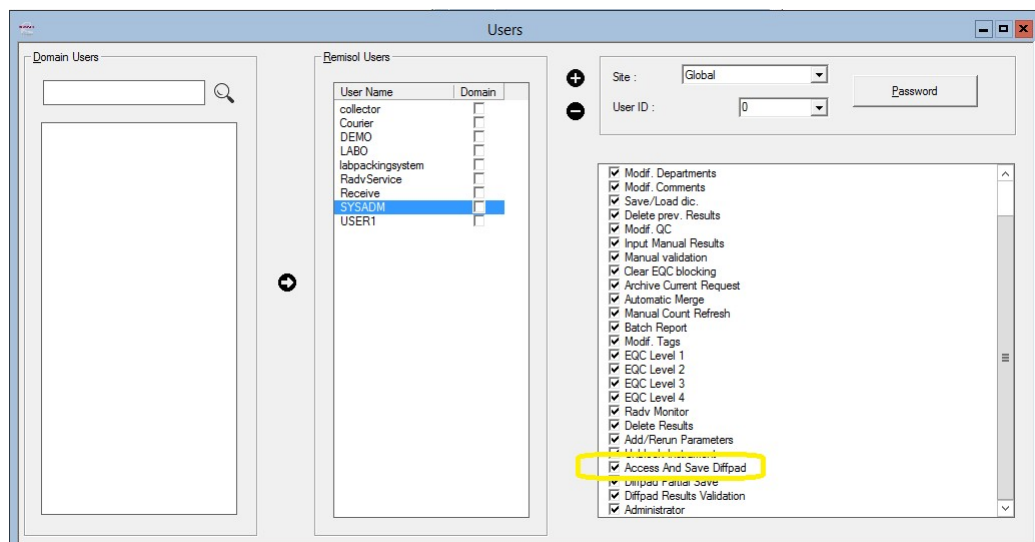 Users
Domain Users
Remisol Users
User Name Domain
collector
Courier
DEMO
LABO
labpackingsystem
RadvService
Receive
SYSADM
USER1
Site : Global
User ID : 0
Password
Modif. Departments
Modif. Comments
Save/Load dic.
Delete prev. Results
Modif. QC
Input Manual Results
Manual validation
Clear EQC blocking
Archive Current Request
Automatic Merge
Manual Count Refresh
Batch Report
Modif. Tags
EQC Level 1
EQC Level 2
EQC Level 3
EQC Level 4
Radv Monitor
Delete Results
Add/Rerun Parameters
Unblock Instrument
Access And Save Diffpad
Diffpad Partial Save
Diffpad Results Validation
Administrator